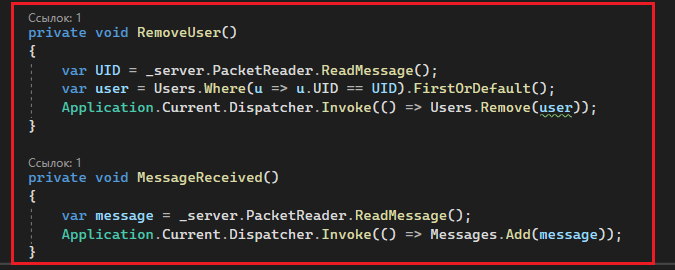 Ссылок: 1
private void RemoveUser()
{
var UID = _server.PacketReader.ReadMessage();
var user = Users.Where(u => u.UID == UID).FirstOrDefault();
Application.Current.Dispatcher.Invoke(() => Users.Remove(user));
}
Ссылок: 1
private void MessageReceived()
{
var message = _server.PacketReader.ReadMessage();
Application.Current.Dispatcher.Invoke(() => Messages.Add(message));
}